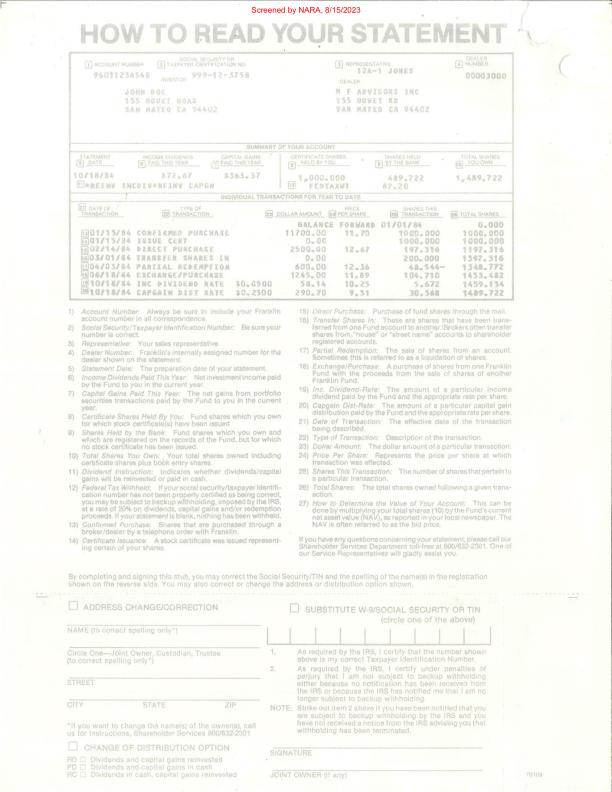 Screened by NARA, 8/15/2023
HOW TO READ YOUR STATEMENT
1 ACCOUNT NUMBER 2 SOCIAL SECURITY OR TAXPAYER IDENTIFICATION NO. 3 REPRESENTATIVE 4 DEALER NUMBER
96011236548 999-12-3758 12A-1 JONES 00003000
INVESTOR DEALER
JOHN DOE M F ADVISORS INC
155 BOVET ROAD 155 BOVET RD
SAN MATEO CA 94402 SAN MATEO CA 94402
SUMMARY OF YOUR ACCOUNT
5 STATEMENT DATE 6 INCOME DIVIDENDS PAID THIS YEAR 7 CAPITAL GAINS PAID THIS YEAR 8 CERTIFICATE SHARES HELD BY YOU 9 SHARES HELD BY THE BANK 10 TOTAL SHARES YOU OWN
10/18/84 $72.67 $363.37 1,000.000 489.722 1,489.722
11 *REINV INCDIV*REINV CAPGN 12 87.20
INDIVIDUAL TRANSACTIONS FOR YEAR TO DATE
21 DATE OF TRANSACTION 22 TYPE OF TRANSACTION 23 DOLLAR AMOUNT 24 PRICE PER SHARE 25 SHARES THIS TRANSACTION 26 TOTAL SHARES
BALANCE FORWARD 01/01/84 0.000
13 01/15/84 CONFIRMED PURCHASE 11700.00 11.70 1000.000 1000.000
14 01/15/84 ISSUE CERT 0.00 1000.000 1000.000
15 02/14/84 DIRECT PURCHASE 2500.00 12.67 197.316 1197.316
16 03/01/84 TRANSFER SHARES IN 0.00 200.000 1397.316
17 04/03/84 PARTIAL REDEMPTION 600.00 12.36 48.544- 1348.772
18 06/18/84 EXCHANGE/PURCHASE 1245.00 11.89 104.710 1453.482
19 10/18/84 INC DIVIDEND RATE $0.0500 58.14 10.25 5.672 1459.154
20 10/18/84 CAPGAIN DIST RATE $0.2500 290.70 9.51 30.568 1489.722
1) Account Number: Always be sure to include your Franklin
account number in all correspondence.
2) Social Security/Taxpayer Identification Number: Be sure your
number is correct.
3) Representative: Your sales representative.
4) Dealer Number: Franklin's internally assigned number for the
dealer shown on the statement.
5) Statement Date: The preparation date of your statement.
6) Income Dividends Paid This Year: Net investment income paid
by the Fund to you in the current year.
7) Capital Gains Paid This Year: The net gains from portfolio
securities transactions paid by the Fund to you in the current
year.
8) Certificate Shares Held By You: Fund shares which you own
for which stock certificate(s) have been issued
9) Shares Held by the Bank: Fund shares which you own and
which are registered on the records of the Fund, but for which
no stock certificate has been issued.
10) Total Shares You Own: Your total shares owned including
certificate shares plus book entry shares.
11) Dividend Instruction: Indicates whether dividends/capital
gains will be reinvested or paid in cash.
12) Federal Tax Withheld: If your social security/taxpayer identifi-
cation number has not been properly certified as being correct,
you may be subject to backup withholding, imposed by the IRS,
at a rate of 20% on dividends, capital gains and/or redemption
proceeds. If your statement is blank, nothing has been withheld.
13) Confirmed Purchase: Shares that are purchased through a
broker/dealer by a telephone order with Franklin.
14) Certificate Issuance: A stock certificate was issued represent-
ing certain of your shares.
15) Direct Purchase: Purchase of fund shares through the mail.
16) Transfer Shares In: Those are shares that have been trans-
ferred from one Fund account to another. Brokers often transfer
shares from "house" or "street name" accounts to shareholder
registered accounts.
17) Partial Redemption: The sale of shares from an account.
Sometimes this is referred to as a liquidation of shares.
18) Exchange/Purchase: A purchase of shares from one Franklin
Fund with the proceeds from the sale of shares of another
Franklin Fund.
19) Inc. Dividend-Rate: The amount of a particular income
dividend paid by the Fund and the appropriate rate per share.
20) Capgain Dist-Rate: The amount of a particular capital gain
distribution paid by the Fund and the appropriate rate per share.
21) Date of Transaction: The effective date of the transaction
being described.
22) Type of Transaction: Description of the transaction.
23) Dollar Amount: The dollar amount of a particular transaction.
24) Price Per Share: Represents the price per share at which
transaction was effected.
25) Shares This Transaction: The number of shares that pertain to
a particular transaction.
26) Total Shares: The total shares owned following a given trans-
action.
27) How to Determine the Value of Your Account: This can be
done by multiplying your total shares (10) by the Fund's current
net asset value (NAV), as reported in your local newspaper. The
NAV is often referred to as the bid price.
If you have any questions concerning your statement, please call our
Shareholder Services Department toll-free at 800/632-2301. One of
our Service Representatives will gladly assist you.
By completing and signing this stub, you may correct the Social Security/TIN and the spelling of the name(s) in the registration
shown on the reverse side. You may also correct or change the address or distribution option shown.
ADDRESS CHANGE/CORRECTION
NAME (to correct spelling only*)
Circle One—Joint Owner, Custodian, Trustee
(to correct spelling only*)
STREET
CITY STATE ZIP
*If you want to change the name(s) of the owner(s), call
us for instructions, Shareholder Services 800/632-2301
CHANGE OF DISTRIBUTION OPTION
RD Dividends and capital gains reinvested
PD Dividends and capital gains in cash
RC Dividends in cash, capital gains reinvested
SUBSTITUTE W-9/SOCIAL SECURITY OR TIN
(circle one of the above)
1. As required by the IRS, I certify that the number shown
above is my correct Taxpayer Identification Number.
2. As required by the IRS, I certify under penalties of
perjury that I am not subject to backup withholding
either because no notification has been received from
the IRS or because the IRS has notified me that I am no
longer subject to backup withholding.
NOTE: Strike out item 2 above if you have been notified that you
are subject to backup withholding by the IRS and you
have not received a notice from the IRS advising you that
withholding has been terminated.
SIGNATURE
JOINT OWNER (if any)